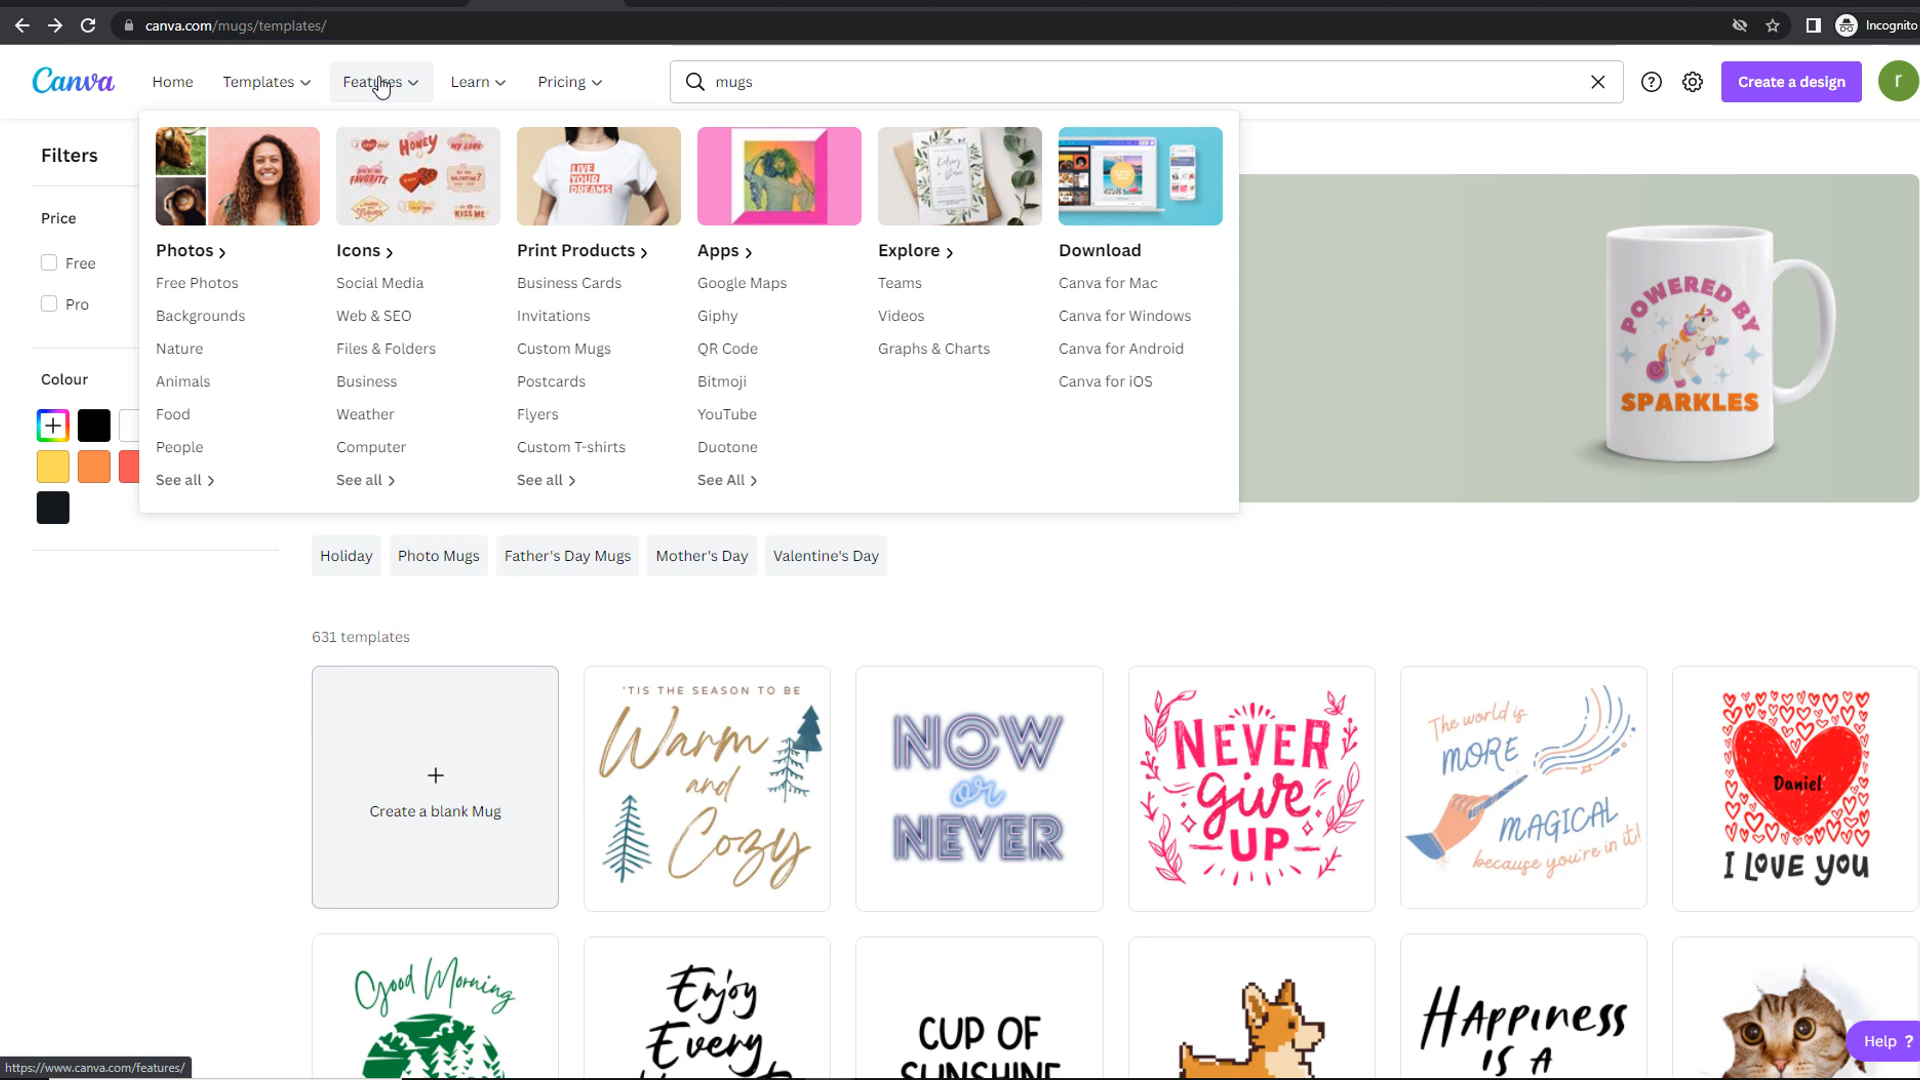 canva.com/mugs/templates/
Incognito
Canva
Home
Templates
Features
Learn
Pricing
mugs
Create a design
r
Filters
Price
Free
Pro
Colour
HONEY
KISS ME
LIVE
YOUR
DREAMS
Photos
Free Photos
Backgrounds
Nature
Animals
Food
People
See all
Icons
Social Media
Web & SEO
Files & Folders
Business
Weather
Computer
See all
Print Products
Business Cards
Invitations
Custom Mugs
Postcards
Flyers
Custom T-shirts
See all
Apps
Google Maps
Giphy
QR Code
Bitmoji
YouTube
Duotone
See All
Explore
Teams
Videos
Graphs & Charts
Download
Canva for Mac
Canva for Windows
Canva for Android
Canva for iOS
POWERED BY
SPARKLES
Holiday
Photo Mugs
Father's Day Mugs
Mother's Day
Valentine's Day
631 templates
Create a blank Mug
'TIS THE SEASON TO BE
Warm
and
Cozy
NOW
or
NEVER
NEVER
give
UP
The world is
MORE
MAGICAL
because you're in it!
Daniel
I LOVE YOU
Good Morning
Enjoy
Every
CUP OF
SUNSHINE
HAPPINESS
IS A
Help ?
https://www.canva.com/features/